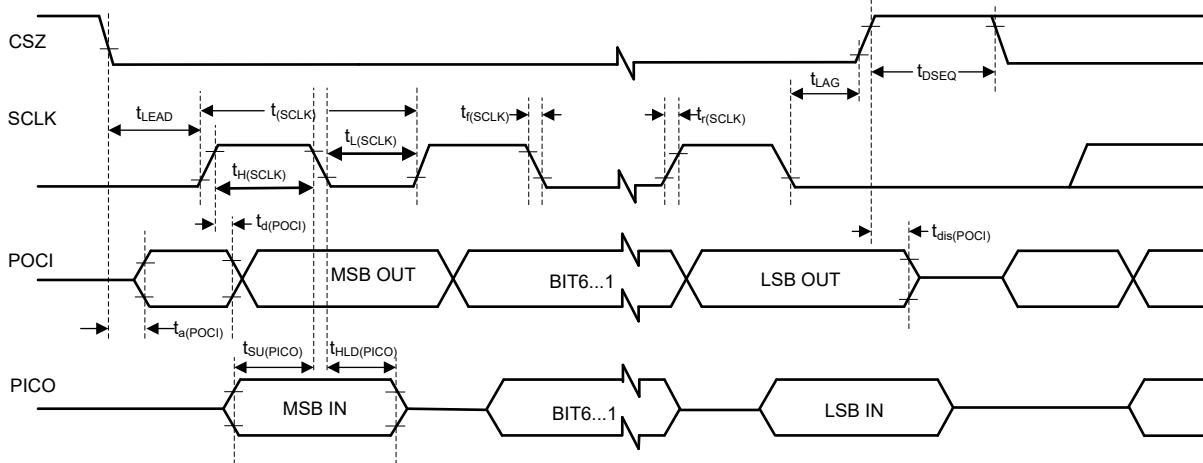 CSZ
tLAG
tDSEQ
SCLK
tLEAD
t(SCLK)
tf(SCLK)
tr(SCLK)
tL(SCLK)
tH(SCLK)
td(POCI)
tdis(POCI)
POCI
MSB OUT
BIT6...1
LSB OUT
ta(POCI)
tSU(PICO)
tHLD(PICO)
PICO
MSB IN
BIT6...1
LSB IN